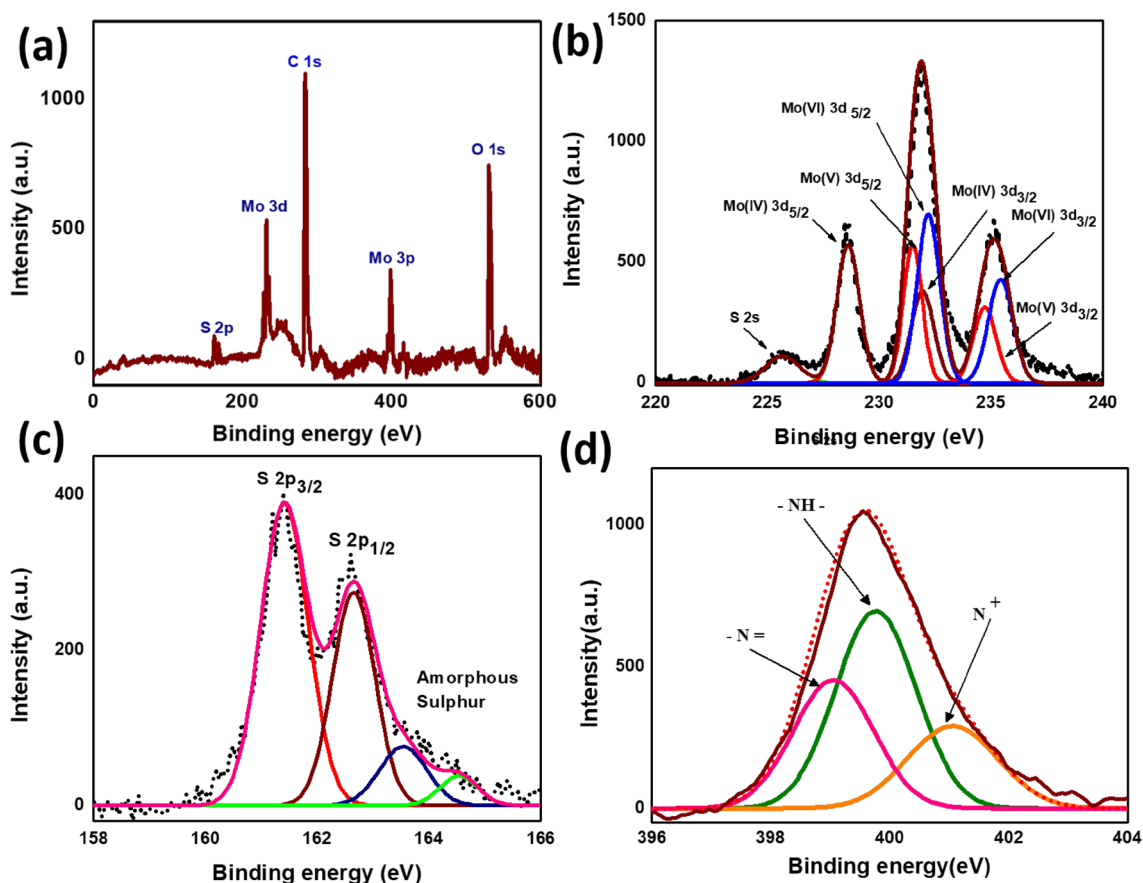 (a)
Intensity (a.u.)
1000
500
0
C 1s
O 1s
Mo 3d
Mo 3p
S 2p
0 200 400 600
Binding energy (eV)
(b)
Intensity (a.u.)
1500
1000
500
0
Mo(VI) 3d 5/2
Mo(V) 3d5/2
Mo(IV) 3d3/2
Mo(IV) 3d5/2
Mo(VI) 3d3/2
S 2s
Mo(V) 3d3/2
220 225 230 235 240
Binding energy (eV)
(c)
Intensity (a.u.)
400
200
0
S 2p3/2
S 2p1/2
Amorphous
Sulphur
158 160 162 164 166
Binding energy (eV)
(d)
Intensity(a.u.)
1000
500
0
- NH -
N+
- N =
396 398 400 402 404
Binding energy(eV)